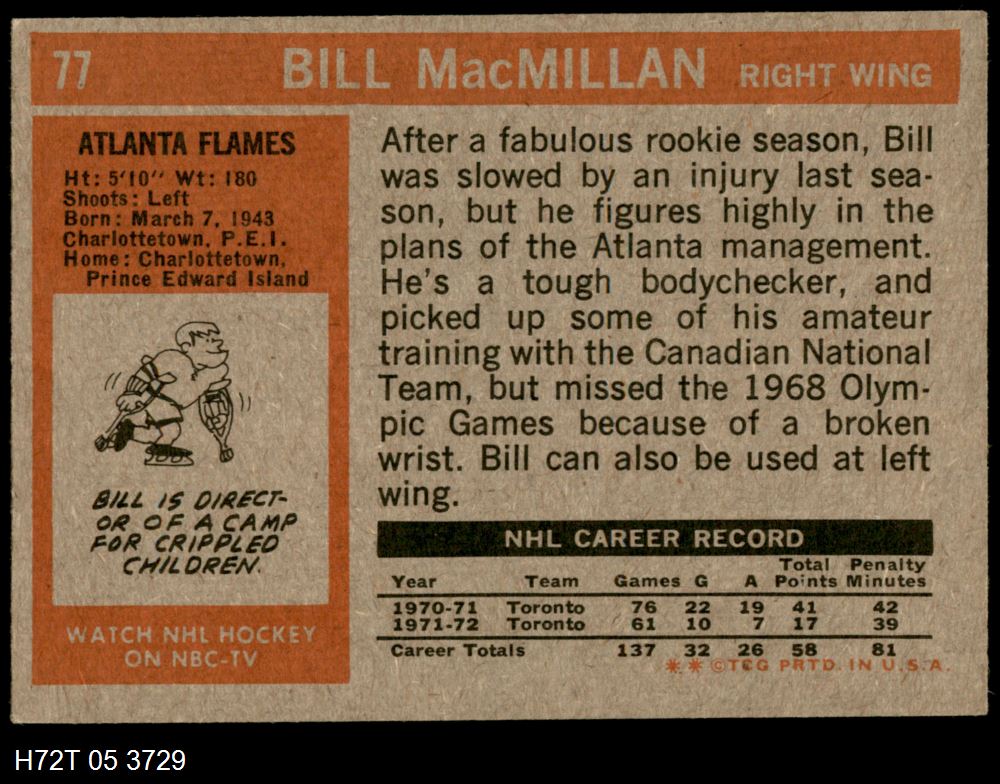 77 BILL MacMILLAN RIGHT WING
ATLANTA FLAMES
Ht: 5'10'' Wt: 180
Shoots: Left
Born: March 7, 1943
Charlottetown, P.E.I.
Home: Charlottetown,
Prince Edward Island
BILL IS DIRECT-
OR OF A CAMP
FOR CRIPPLED
CHILDREN.
WATCH NHL HOCKEY
ON NBC-TV
After a fabulous rookie season, Bill
was slowed by an injury last sea-
son, but he figures highly in the
plans of the Atlanta management.
He's a tough bodychecker, and
picked up some of his amateur
training with the Canadian National
Team, but missed the 1968 Olym-
pic Games because of a broken
wrist. Bill can also be used at left
wing.
NHL CAREER RECORD
Total Penalty
Year Team Games G A Points Minutes
1970-71 Toronto 76 22 19 41 42
1971-72 Toronto 61 10 7 17 39
Career Totals 137 32 26 58 81
** ©TCG PRTD. IN U.S.A.
H72T 05 3729